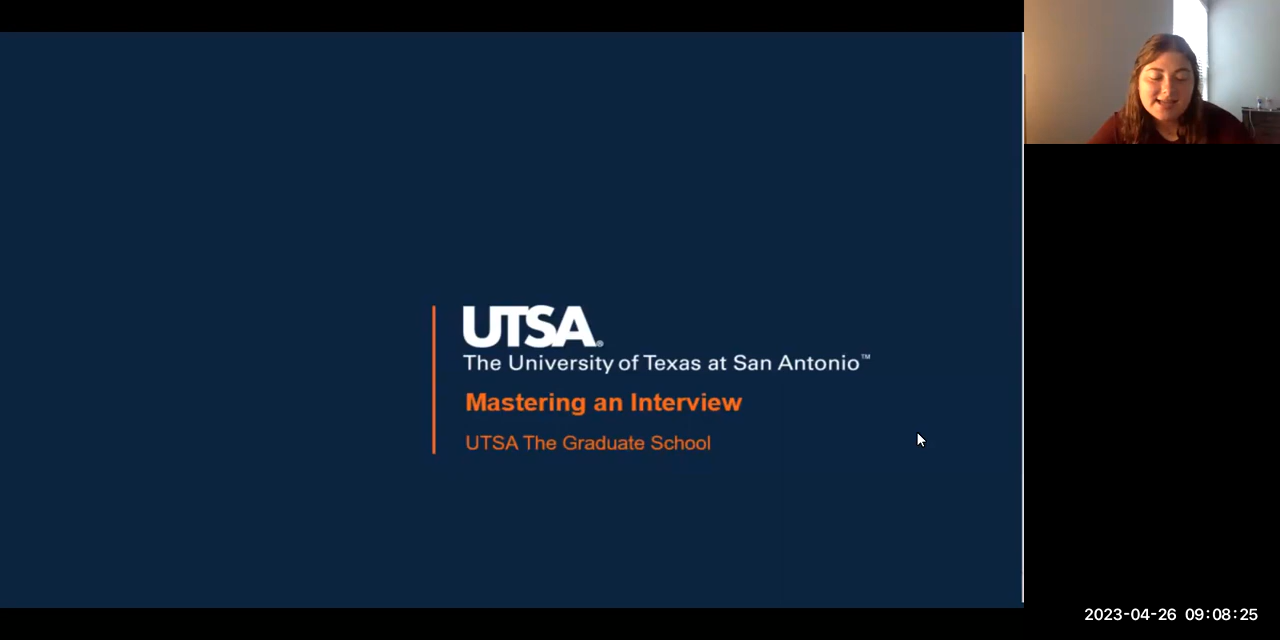 UTSA®
The University of Texas at San Antonio™
Mastering an Interview
UTSA The Graduate School
2023-04-26 09:08:25